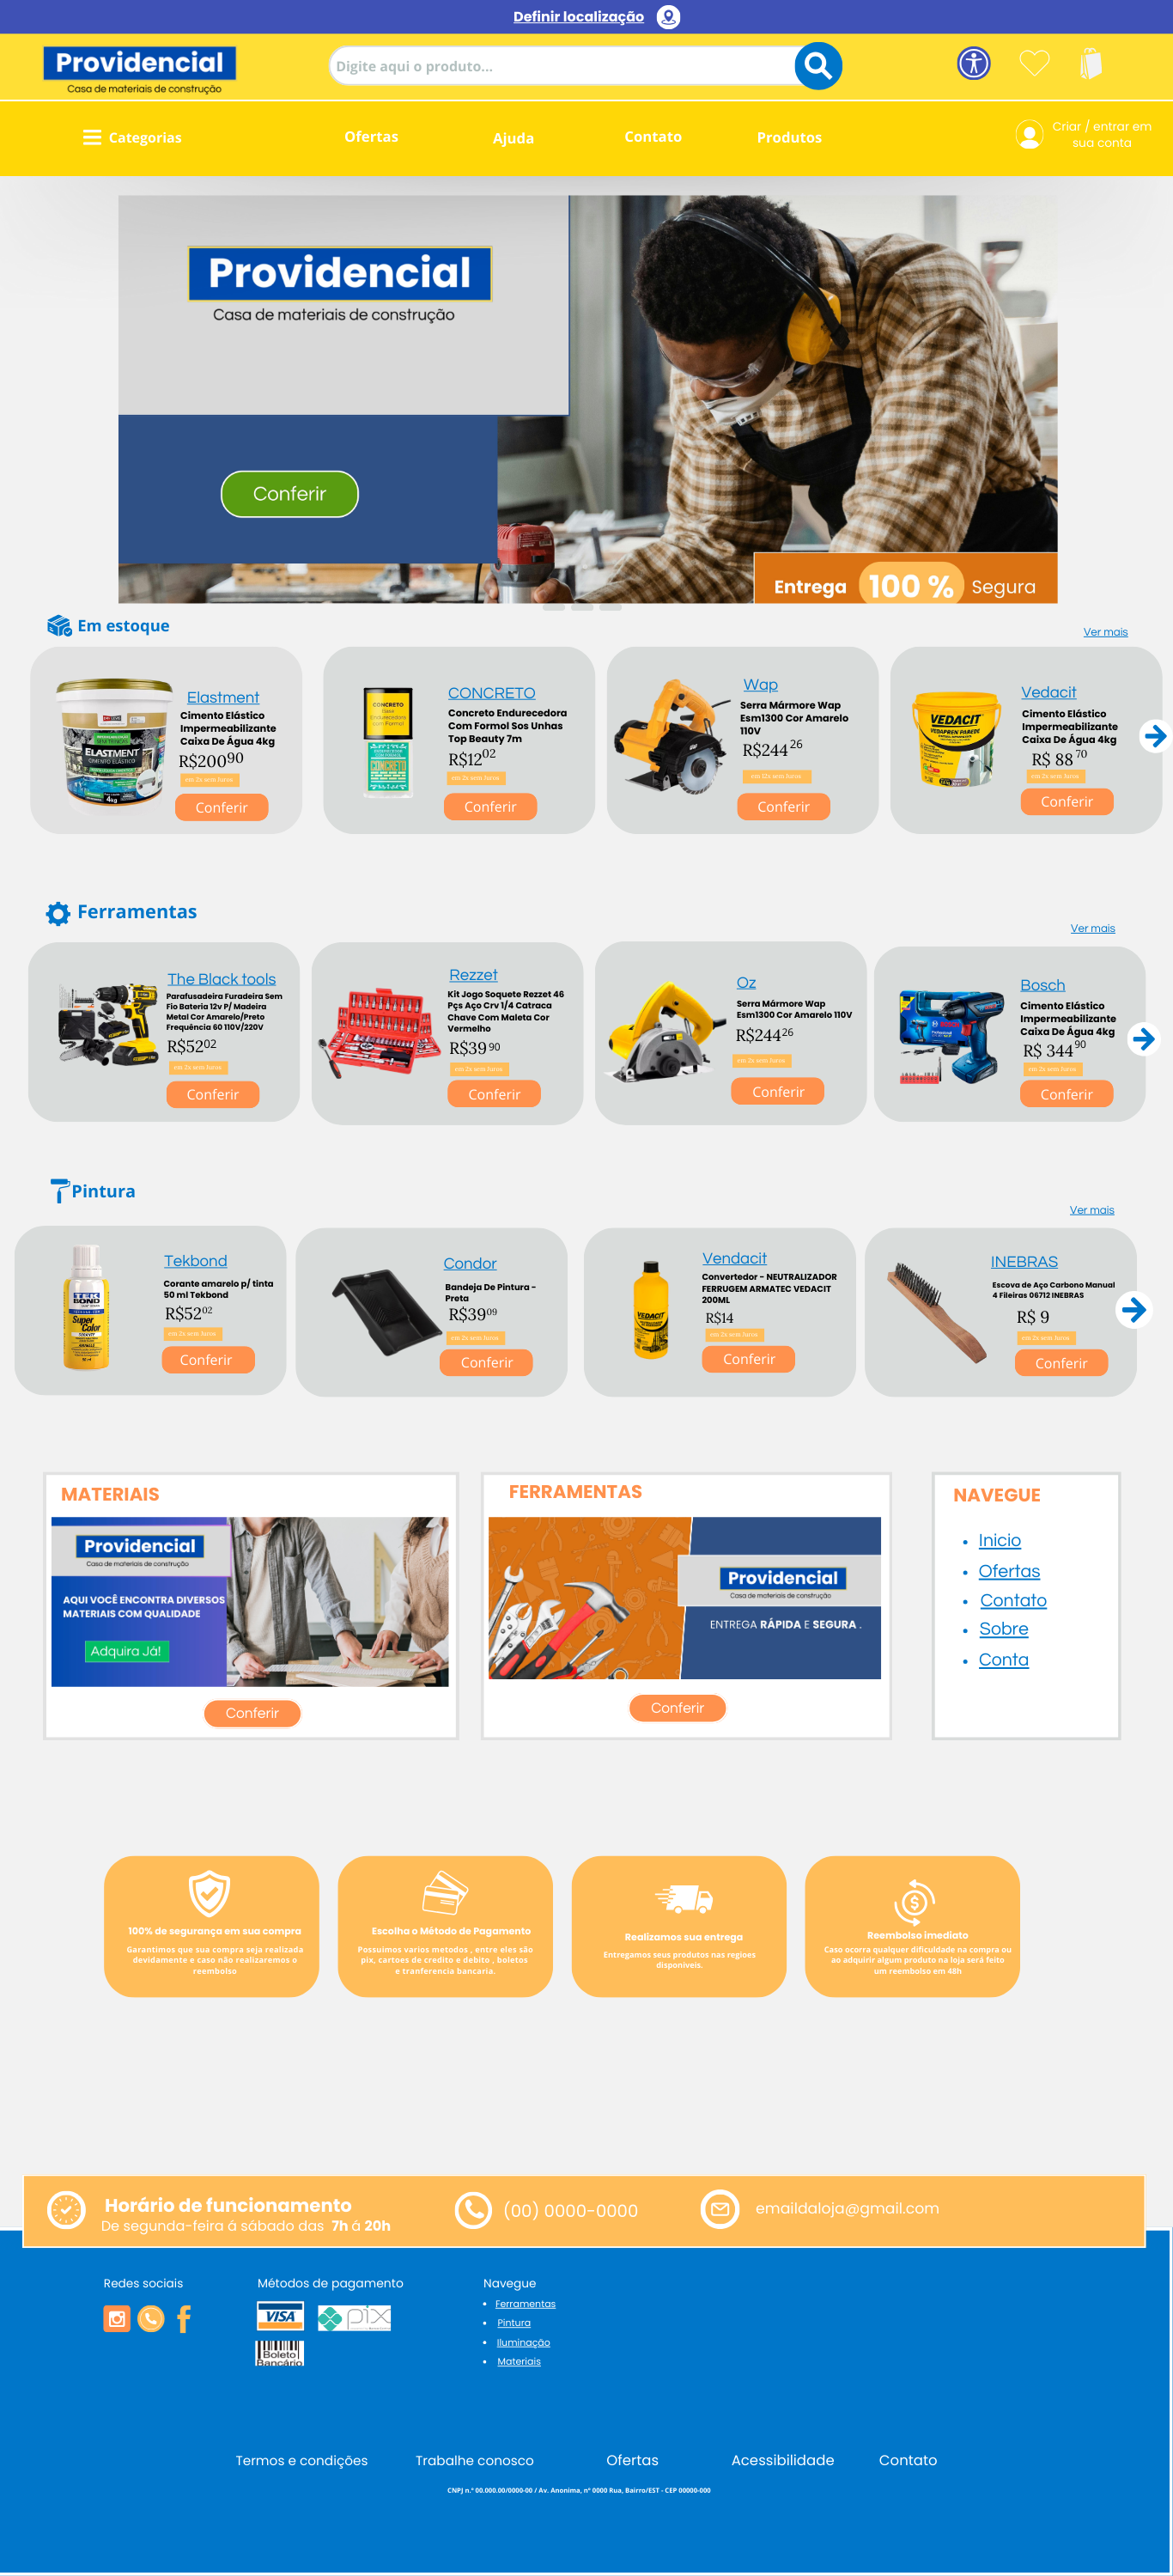 Definir localização
Providencial
Casa de materiais de construção
Digite aqui o produto...
Categorias
Ofertas
Ajuda
Contato
Produtos
Criar / entrar em
sua conta
Providencial
Casa de materiais de construção
Conferir
Entrega 100 % Segura
Em estoque
Ver mais
Elastment
Cimento Elástico
Impermeabilizante
Caixa De Água 4kg
R$200 90
em 2x sem Juros
Conferir
ELASTMENT
CIMENTO ELÁSTICO
4kg
CONCRETO
Concreto Endurecedora
Com Formol Sos Unhas
Top Beauty 7m
R$12 02
em 2x sem Juros
Conferir
CONCRETO
Base
Endurecedora
com Formol
CONCRETO
Wap
Serra Mármore Wap
Esm1300 Cor Amarelo
110V
R$244 26
em 12x sem Juros
Conferir
Vedacit
Cimento Elástico
Impermeabilizante
Caixa De Água 4kg
R$ 88 70
em 2x sem Juros
Conferir
VEDACIT
VEDAPREN PAREDE
Ferramentas
Ver mais
The Black tools
Parafusadeira Furadeira Sem
Fio Bateria 12v P/ Madeira
Metal Cor Amarelo/Preto
Frequência 60 110V/220V
R$52 02
em 2x sem Juros
Conferir
Rezzet
Kit Jogo Soquete Rezzet 46
Pçs Aço Crv 1/4 Catraca
Chave Com Maleta Cor
Vermelho
R$39 90
em 2x sem Juros
Conferir
Oz
Serra Mármore Wap
Esm1300 Cor Amarelo 110V
R$244 26
em 2x sem Juros
Conferir
Bosch
Cimento Elástico
Impermeabilizante
Caixa De Água 4kg
R$ 344 90
em 2x sem Juros
Conferir
Pintura
Ver mais
Tekbond
Corante amarelo p/ tinta
50 ml Tekbond
R$52 02
em 2x sem Juros
Conferir
TEK
BOND
Super
Color
Condor
Bandeja De Pintura -
Preta
R$39 09
em 2x sem Juros
Conferir
Vendacit
Convertedor - NEUTRALIZADOR
FERRUGEM ARMATEC VEDACIT
200ML
R$14
em 2x sem Juros
Conferir
VEDACIT
INEBRAS
Escova de Aço Carbono Manual
4 Fileiras 06712 INEBRAS
R$ 9
em 2x sem Juros
Conferir
MATERIAIS
Providencial
Casa de materiais de construção
AQUI VOCÊ ENCONTRA DIVERSOS
MATERIAIS COM QUALIDADE
Adquira Já!
Conferir
FERRAMENTAS
Providencial
Casa de materiais de construção
ENTREGA RÁPIDA E SEGURA .
Conferir
NAVEGUE
• Inicio
• Ofertas
• Contato
• Sobre
• Conta
100% de segurança em sua compra
Garantimos que sua compra seja realizada
devidamente e caso não realizaremos o
reembolso
Escolha o Método de Pagamento
Possuimos varios metodos , entre eles são
pix, cartoes de credito e debito , boletos
e tranferencia bancaria.
Realizamos sua entrega
Entregamos seus produtos nas regioes
disponiveis.
Reembolso imediato
Caso ocorra qualquer dificuldade na compra ou
ao adquirir algum produto na loja será feito
um reembolso em 48h
Horário de funcionamento
De segunda-feira á sábado das 7h á 20h
(00) 0000-0000
emaildaloja@gmail.com
Redes sociais
Métodos de pagamento
VISA
pix
Boleto
Bancário
Navegue
• Ferramentas
• Pintura
• Iluminação
• Materiais
Termos e condições
Trabalhe conosco
Ofertas
Acessibilidade
Contato
CNPJ n.º 00.000.00/0000-00 / Av. Anonima, nº 0000 Rua, Bairro/EST - CEP 00000-000